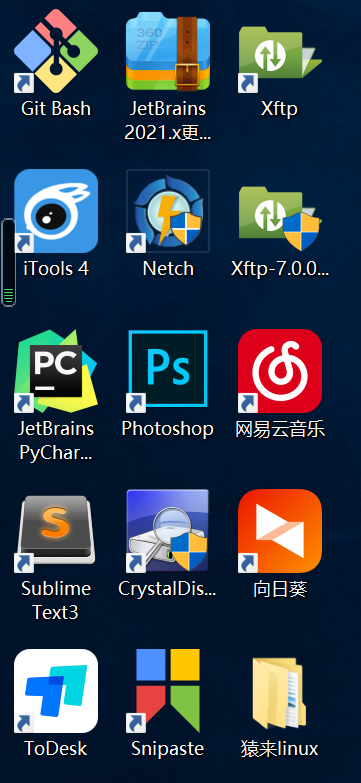 Git Bash
360
ZIP
JetBrains
2021.x更...
Xftp
iTools 4
Netch
Xftp-7.0.0...
PC
JetBrains
PyChar...
Ps
Photoshop
网易云音乐
S
Sublime
Text3
CrystalDis...
向日葵
ToDesk
Snipaste
猿来linux